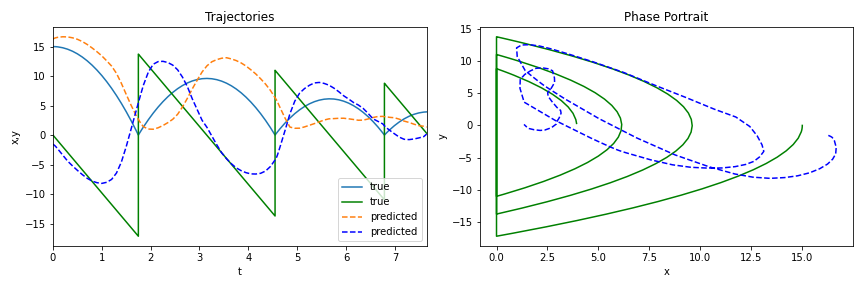 Trajectories
x,y
15
10
5
0
−5
−10
−15
0 1 2 3 4 5 6 7
t
true
true
predicted
predicted
Phase Portrait
y
15
10
5
0
−5
−10
−15
0.0 2.5 5.0 7.5 10.0 12.5 15.0
x